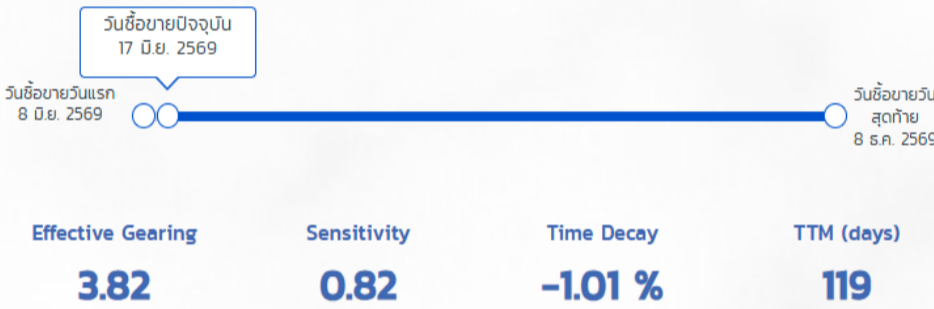 วันซื้อขายปัจจุบัน
17 มิ.ย. 2569
วันซื้อขายวันแรก
8 มิ.ย. 2569
วันซื้อขายวัน
สุดท้าย
8 ธ.ค. 2569
Effective Gearing
Sensitivity
Time Decay
TTM (days)
3.82
0.82
-1.01 %
119